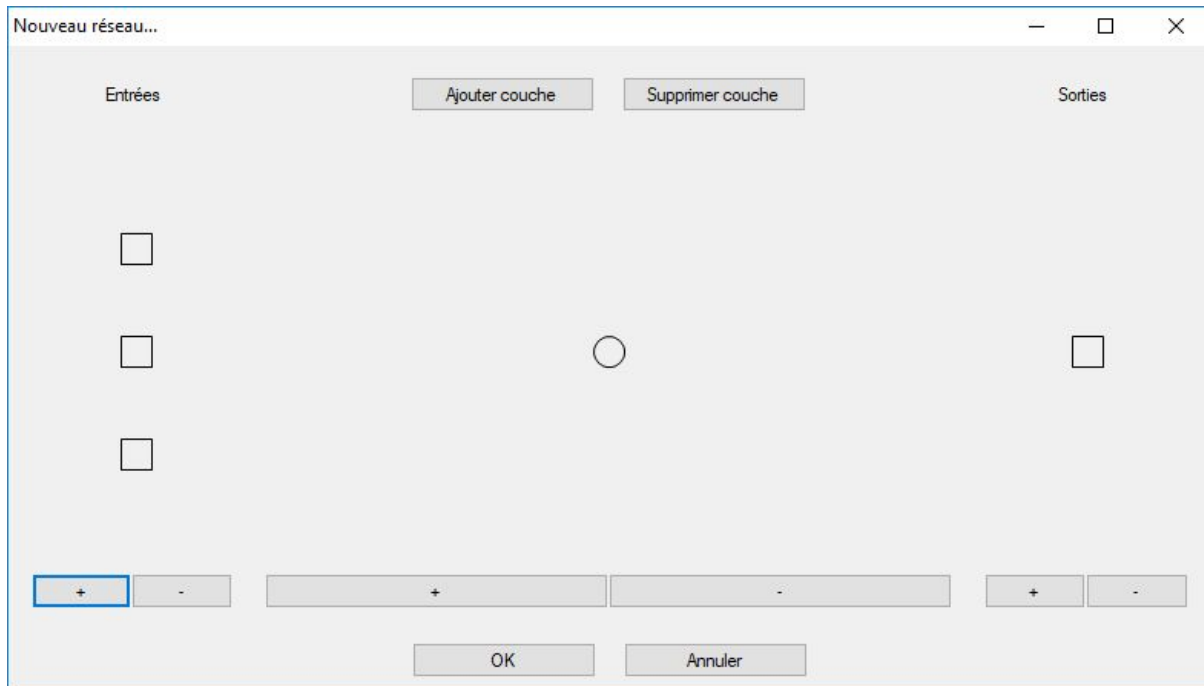 Nouveau réseau...
Entrées
Ajouter couche
Supprimer couche
Sorties
+
-
+
-
+
-
OK
Annuler